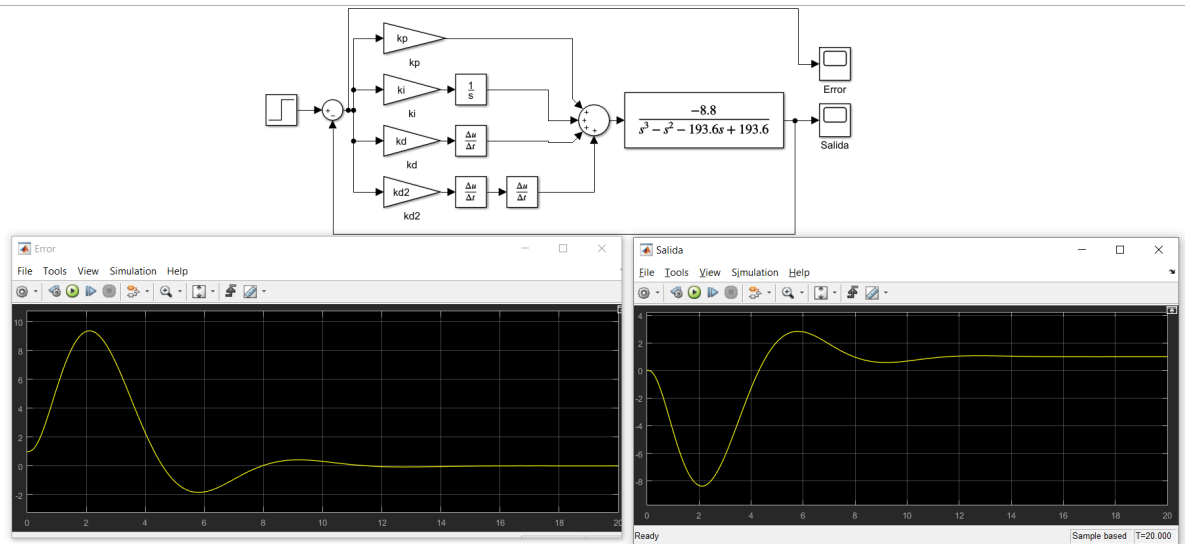 kp
kp
ki
1
s
ki
kd
Δu
Δt
kd
kd2
Δu
Δt
Δu
Δt
kd2
+
−
+
+
+
+
−8.8
s³ − s² − 193.6s + 193.6
Error
Salida
Error
File Tools View Simulation Help
10
8
6
4
2
0
-2
0 2 4 6 8 10 12 14 16 18 20
Salida
File Tools View Simulation Help
4
2
0
-2
-4
-6
-8
0 2 4 6 8 10 12 14 16 18 20
Ready Sample based T=20.000